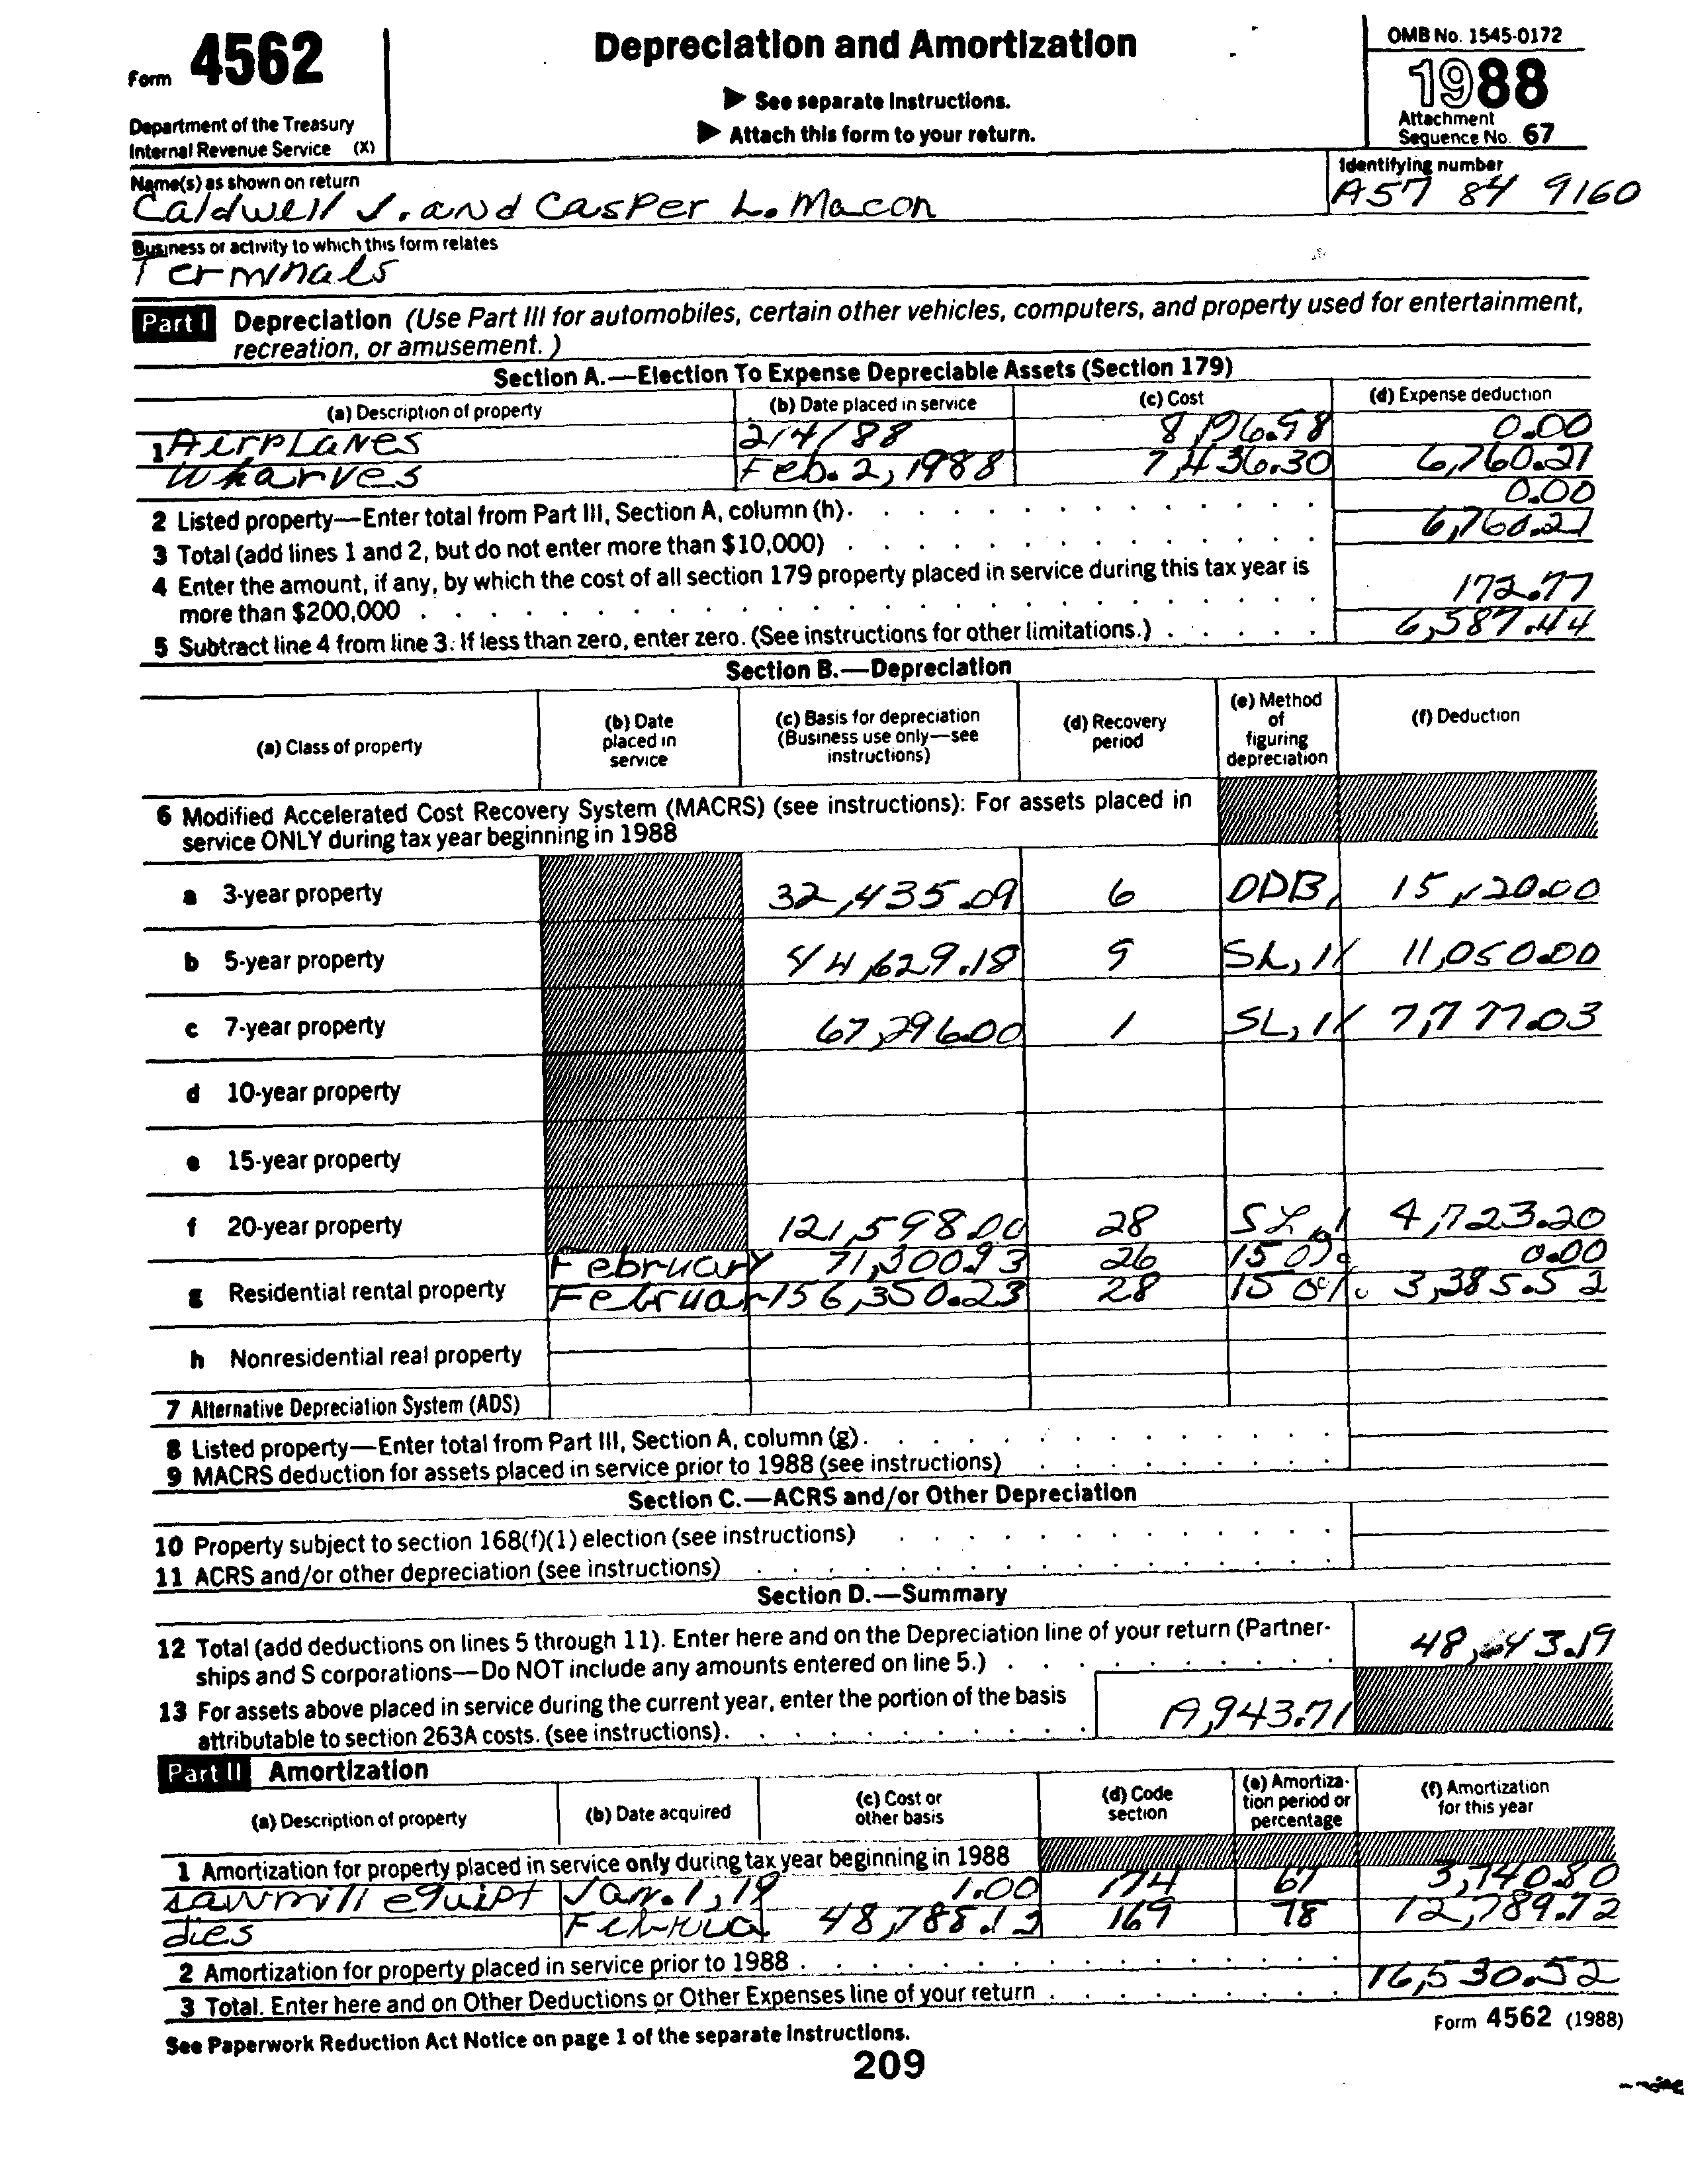 Form 4562
Department of the Treasury
Internal Revenue Service (X)
Depreciation and Amortization
▶ See separate Instructions.
▶ Attach this form to your return.
OMB No. 1545-0172
1988
Attachment
Sequence No. 67
Name(s) as shown on return
Caldwell J. and Casper L. Macon
Identifying number
A57 84 9160
Business or activity to which this form relates
Terminals
Part I Depreciation (Use Part III for automobiles, certain other vehicles, computers, and property used for entertainment,
recreation, or amusement.)
Section A.—Election To Expense Depreciable Assets (Section 179)
(a) Description of property (b) Date placed in service (c) Cost (d) Expense deduction
1 Airplanes 2/4/88 0.00
Wharves Feb. 2, 1988 7,436.30 6,760.21
2 Listed property—Enter total from Part III, Section A, column (h). 0.00
3 Total (add lines 1 and 2, but do not enter more than $10,000) 6,760.21
4 Enter the amount, if any, by which the cost of all section 179 property placed in service during this tax year is
more than $200,000 172.77
5 Subtract line 4 from line 3. If less than zero, enter zero. (See instructions for other limitations.) 6,587.44
Section B.—Depreciation
(a) Class of property
(b) Date placed in service
(c) Basis for depreciation (Business use only—see instructions)
(d) Recovery period
(e) Method of figuring depreciation
(f) Deduction
6 Modified Accelerated Cost Recovery System (MACRS) (see instructions): For assets placed in
service ONLY during tax year beginning in 1988
a 3-year property 32,435.09 6 DDB, 15,120.00
b 5-year property 44,629.18 9 SL, 11,050.00
c 7-year property 67,296.00 1 SL, 7,777.03
d 10-year property
e 15-year property
f 20-year property 121,598.00 28 SL, 4,723.20
February 71,300.93 26 150% 0.00
g Residential rental property Februar 156,350.23 28 150% 3,385.52
h Nonresidential real property
7 Alternative Depreciation System (ADS)
8 Listed property—Enter total from Part III, Section A, column (g).
9 MACRS deduction for assets placed in service prior to 1988 (see instructions)
Section C.—ACRS and/or Other Depreciation
10 Property subject to section 168(f)(1) election (see instructions)
11 ACRS and/or other depreciation (see instructions)
Section D.—Summary
12 Total (add deductions on lines 5 through 11). Enter here and on the Depreciation line of your return (Partner-
ships and S corporations—Do NOT include any amounts entered on line 5.) 48,643.19
13 For assets above placed in service during the current year, enter the portion of the basis
attributable to section 263A costs. (see instructions). A,943.71
Part II Amortization
(a) Description of property
(b) Date acquired
(c) Cost or other basis
(d) Code section
(e) Amortiza-tion period or percentage
(f) Amortization for this year
1 Amortization for property placed in service only during tax year beginning in 1988
sawmill equipt Jan. 1, 19 1.00 174 67 3,740.80
dies Februa 48,788.12 169 98 12,789.72
2 Amortization for property placed in service prior to 1988
3 Total. Enter here and on Other Deductions or Other Expenses line of your return 16,530.52
See Paperwork Reduction Act Notice on page 1 of the separate Instructions.
Form 4562 (1988)
209